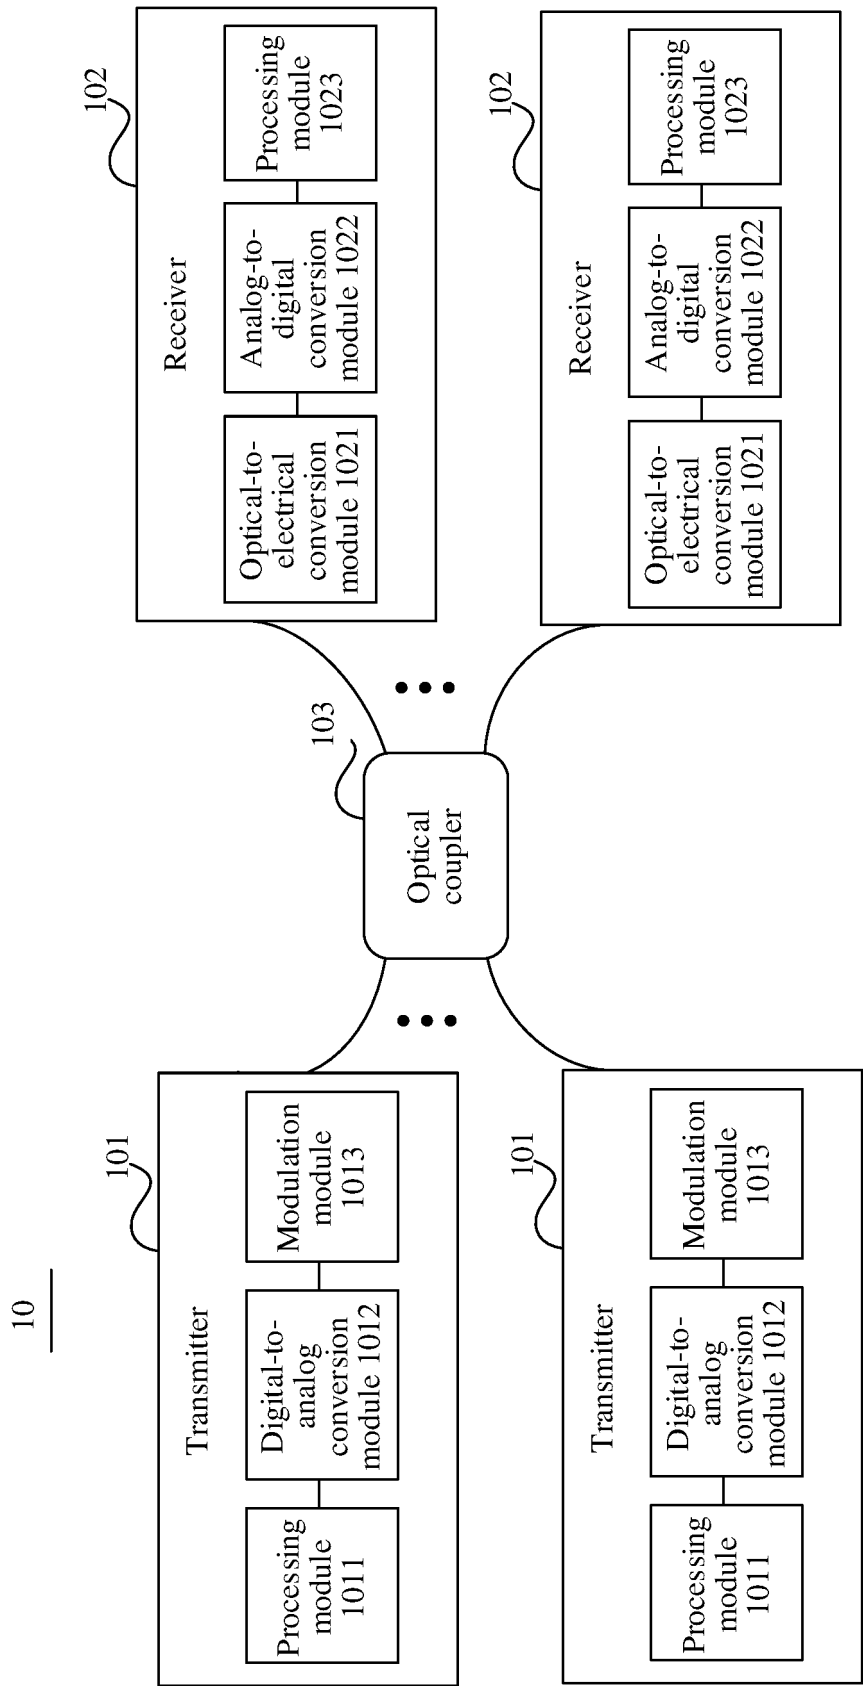 10
101
Transmitter
Processing
module
1011
Digital-to-
analog
conversion
module 1012
Modulation
module
1013
103
Optical
coupler
102
Receiver
Optical-to-
electrical
conversion
module 1021
Analog-to-
digital
conversion
module 1022
Processing
module
1023
101
Transmitter
Processing
module
1011
Digital-to-
analog
conversion
module 1012
Modulation
module
1013
102
Receiver
Optical-to-
electrical
conversion
module 1021
Analog-to-
digital
conversion
module 1022
Processing
module
1023